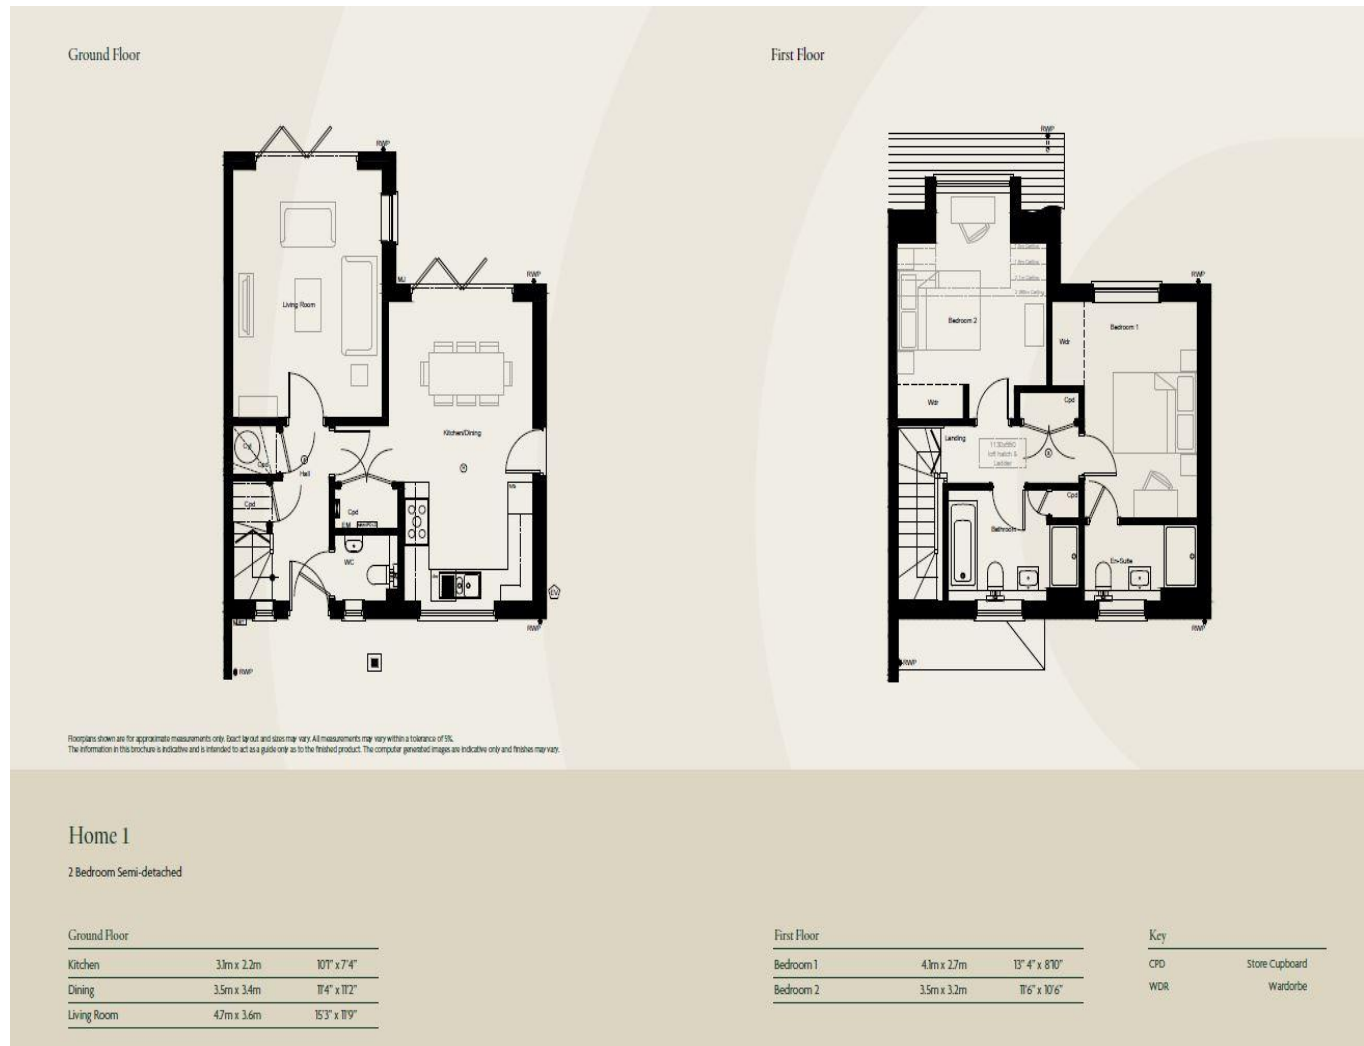 Ground Floor
First Floor
RWP
RWP
MJ
RWP
Living Room
Kitchen/Dining
Hall
Cyl
Cpd
Cpd
Cpd
EM
WC
EV
RWP
RWP
RWP
Bedroom 2
Bedroom 1
Wdr
Wdr
Cpd
Landing
1130x560
loft hatch &
Ladder
Cpd
Bathroom
En-Suite
RWP
RWP
Floorplans shown are for approximate measurements only. Exact layout and sizes may vary. All measurements may vary within a tolerance of 5%.
The information in this brochure is indicative and is intended to act as a guide only as to the finished product. The computer generated images are indicative only and finishes may vary.
Home 1
2 Bedroom Semi-detached
Ground Floor
Kitchen 3.1m x 2.2m 10'1" x 7'4"
Dining 3.5m x 3.4m 11'4" x 11'2"
Living Room 4.7m x 3.6m 15'3" x 11'9"
First Floor
Bedroom 1 4.1m x 2.7m 13" 4" x 8'10"
Bedroom 2 3.5m x 3.2m 11'6" x 10'6"
Key
CPD Store Cupboard
WDR Wardorbe